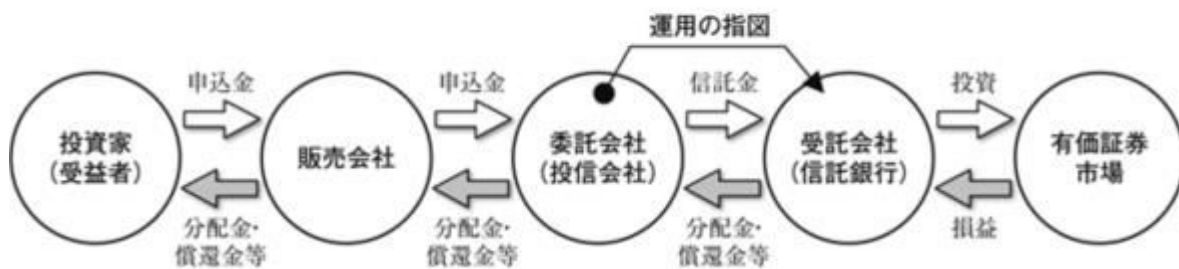 運用の指図
申込金
申込金
信託金
投資
投資家
(受益者)
販売会社
委託会社
(投信会社)
受託会社
(信託銀行)
有価証券
市場
分配金・
償還金等
分配金・
償還金等
分配金・
償還金等
損益